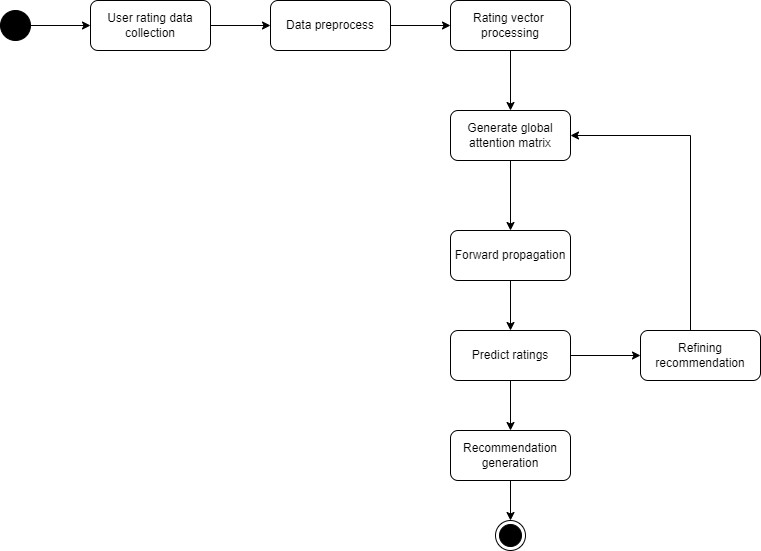 User rating data
collection
Data preprocess
Rating vector
processing
Generate global
attention matrix
Forward propagation
Predict ratings
Refining
recommendation
Recommendation
generation